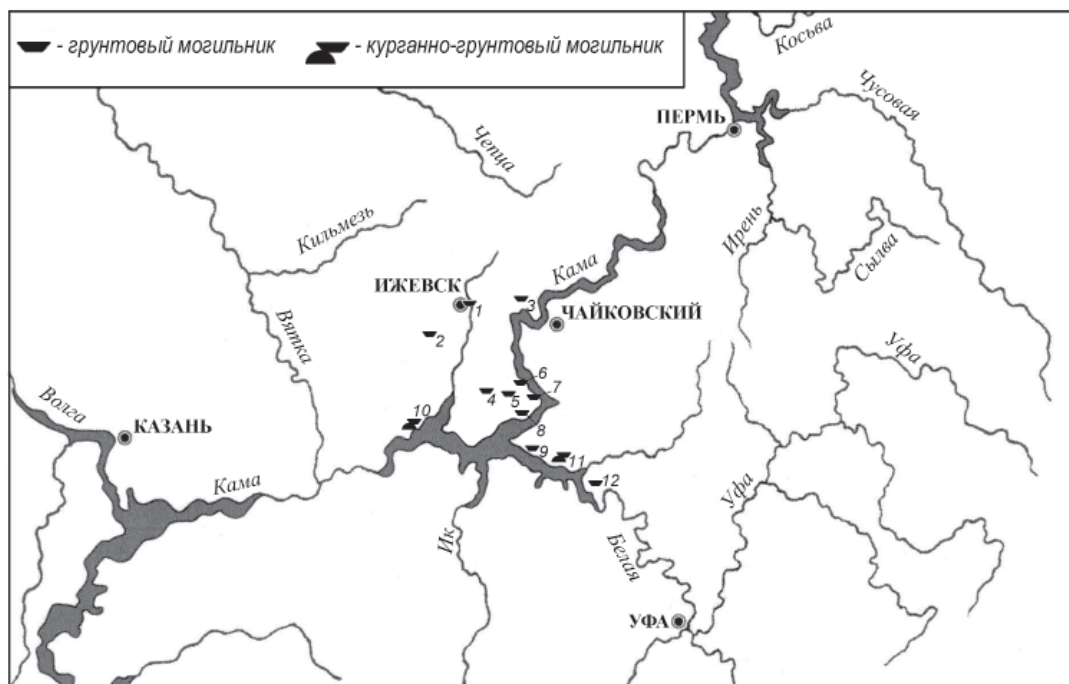 - грунтовый могильник
- курганно-грунтовый могильник
Косьва
Чусовая
ПЕРМЬ
Чепца
Кильмезь
Ирень
Сылва
Кама
ИЖЕВСК
1
3
ЧАЙКОВСКИЙ
2
Вятка
Уфа
6
7
4
5
Волга
КАЗАНЬ
10
8
9
11
12
Кама
Уфа
Ик
Белая
УФА